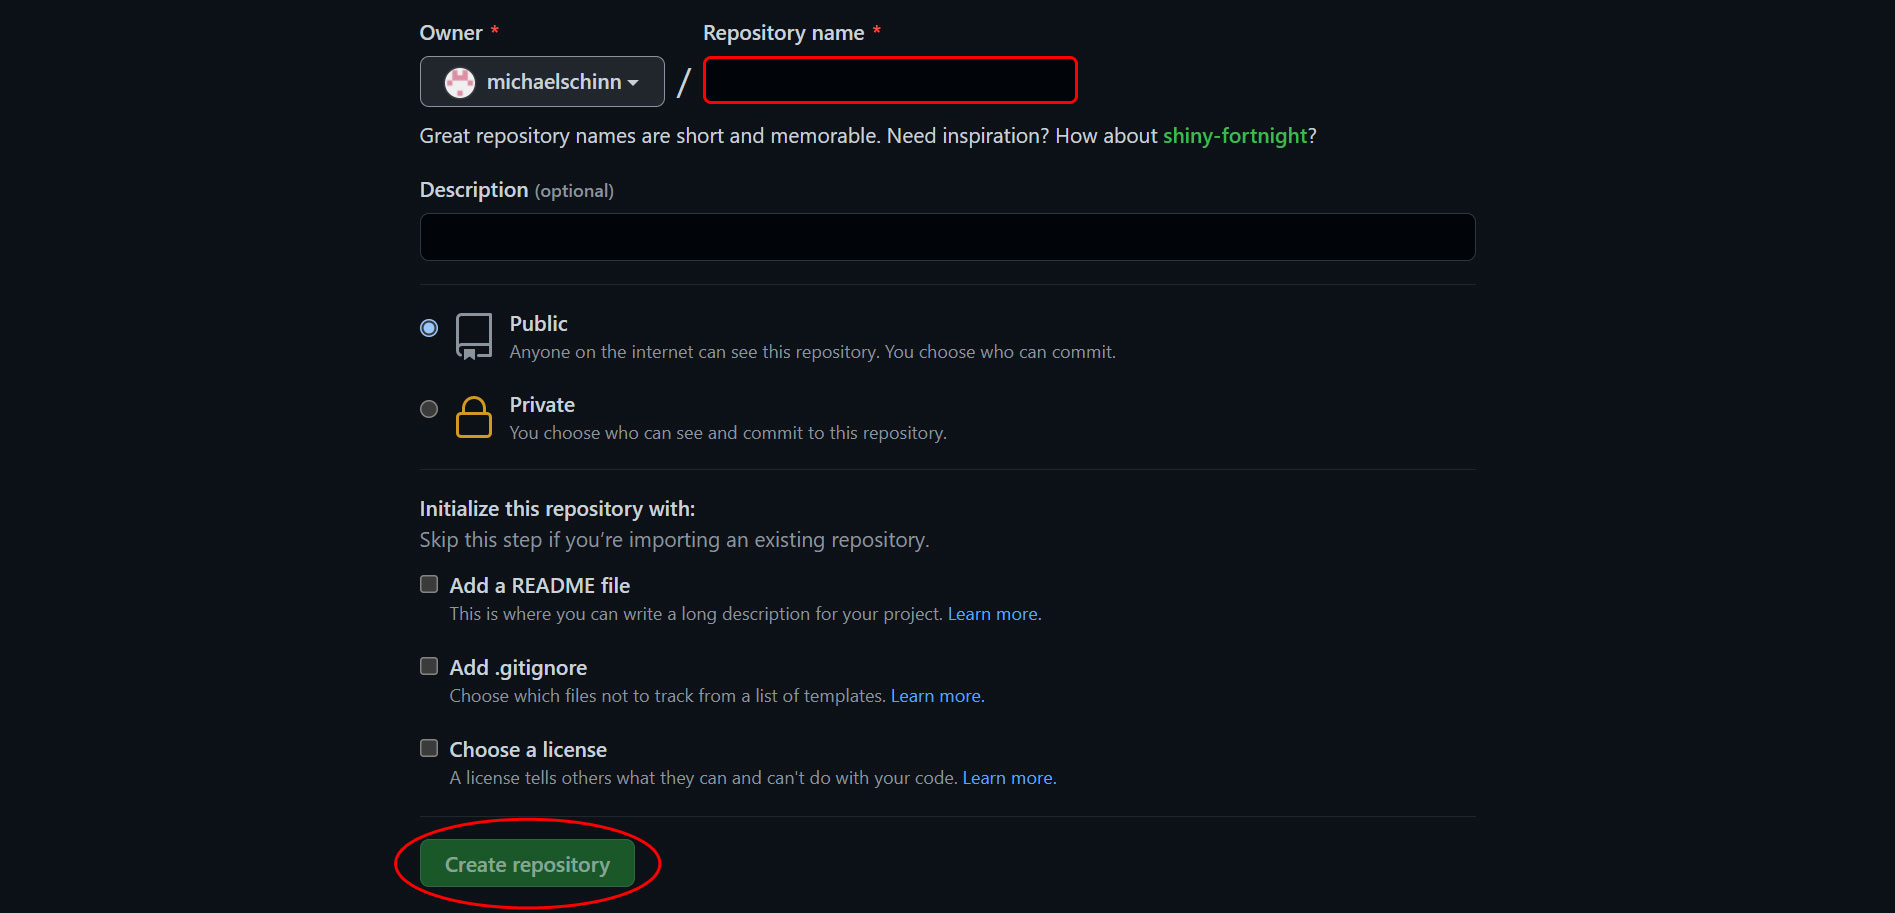 Owner *
Repository name *
michaelschinn /
Great repository names are short and memorable. Need inspiration? How about shiny-fortnight?
Description (optional)
Public
Anyone on the internet can see this repository. You choose who can commit.
Private
You choose who can see and commit to this repository.
Initialize this repository with:
Skip this step if you’re importing an existing repository.
Add a README file
This is where you can write a long description for your project. Learn more.
Add .gitignore
Choose which files not to track from a list of templates. Learn more.
Choose a license
A license tells others what they can and can't do with your code. Learn more.
Create repository